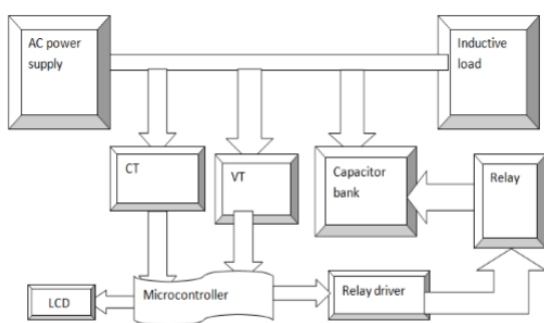 AC power
supply
Inductive
load
CT
VT
Capacitor
bank
Relay
LCD
Microcontroller
Relay driver